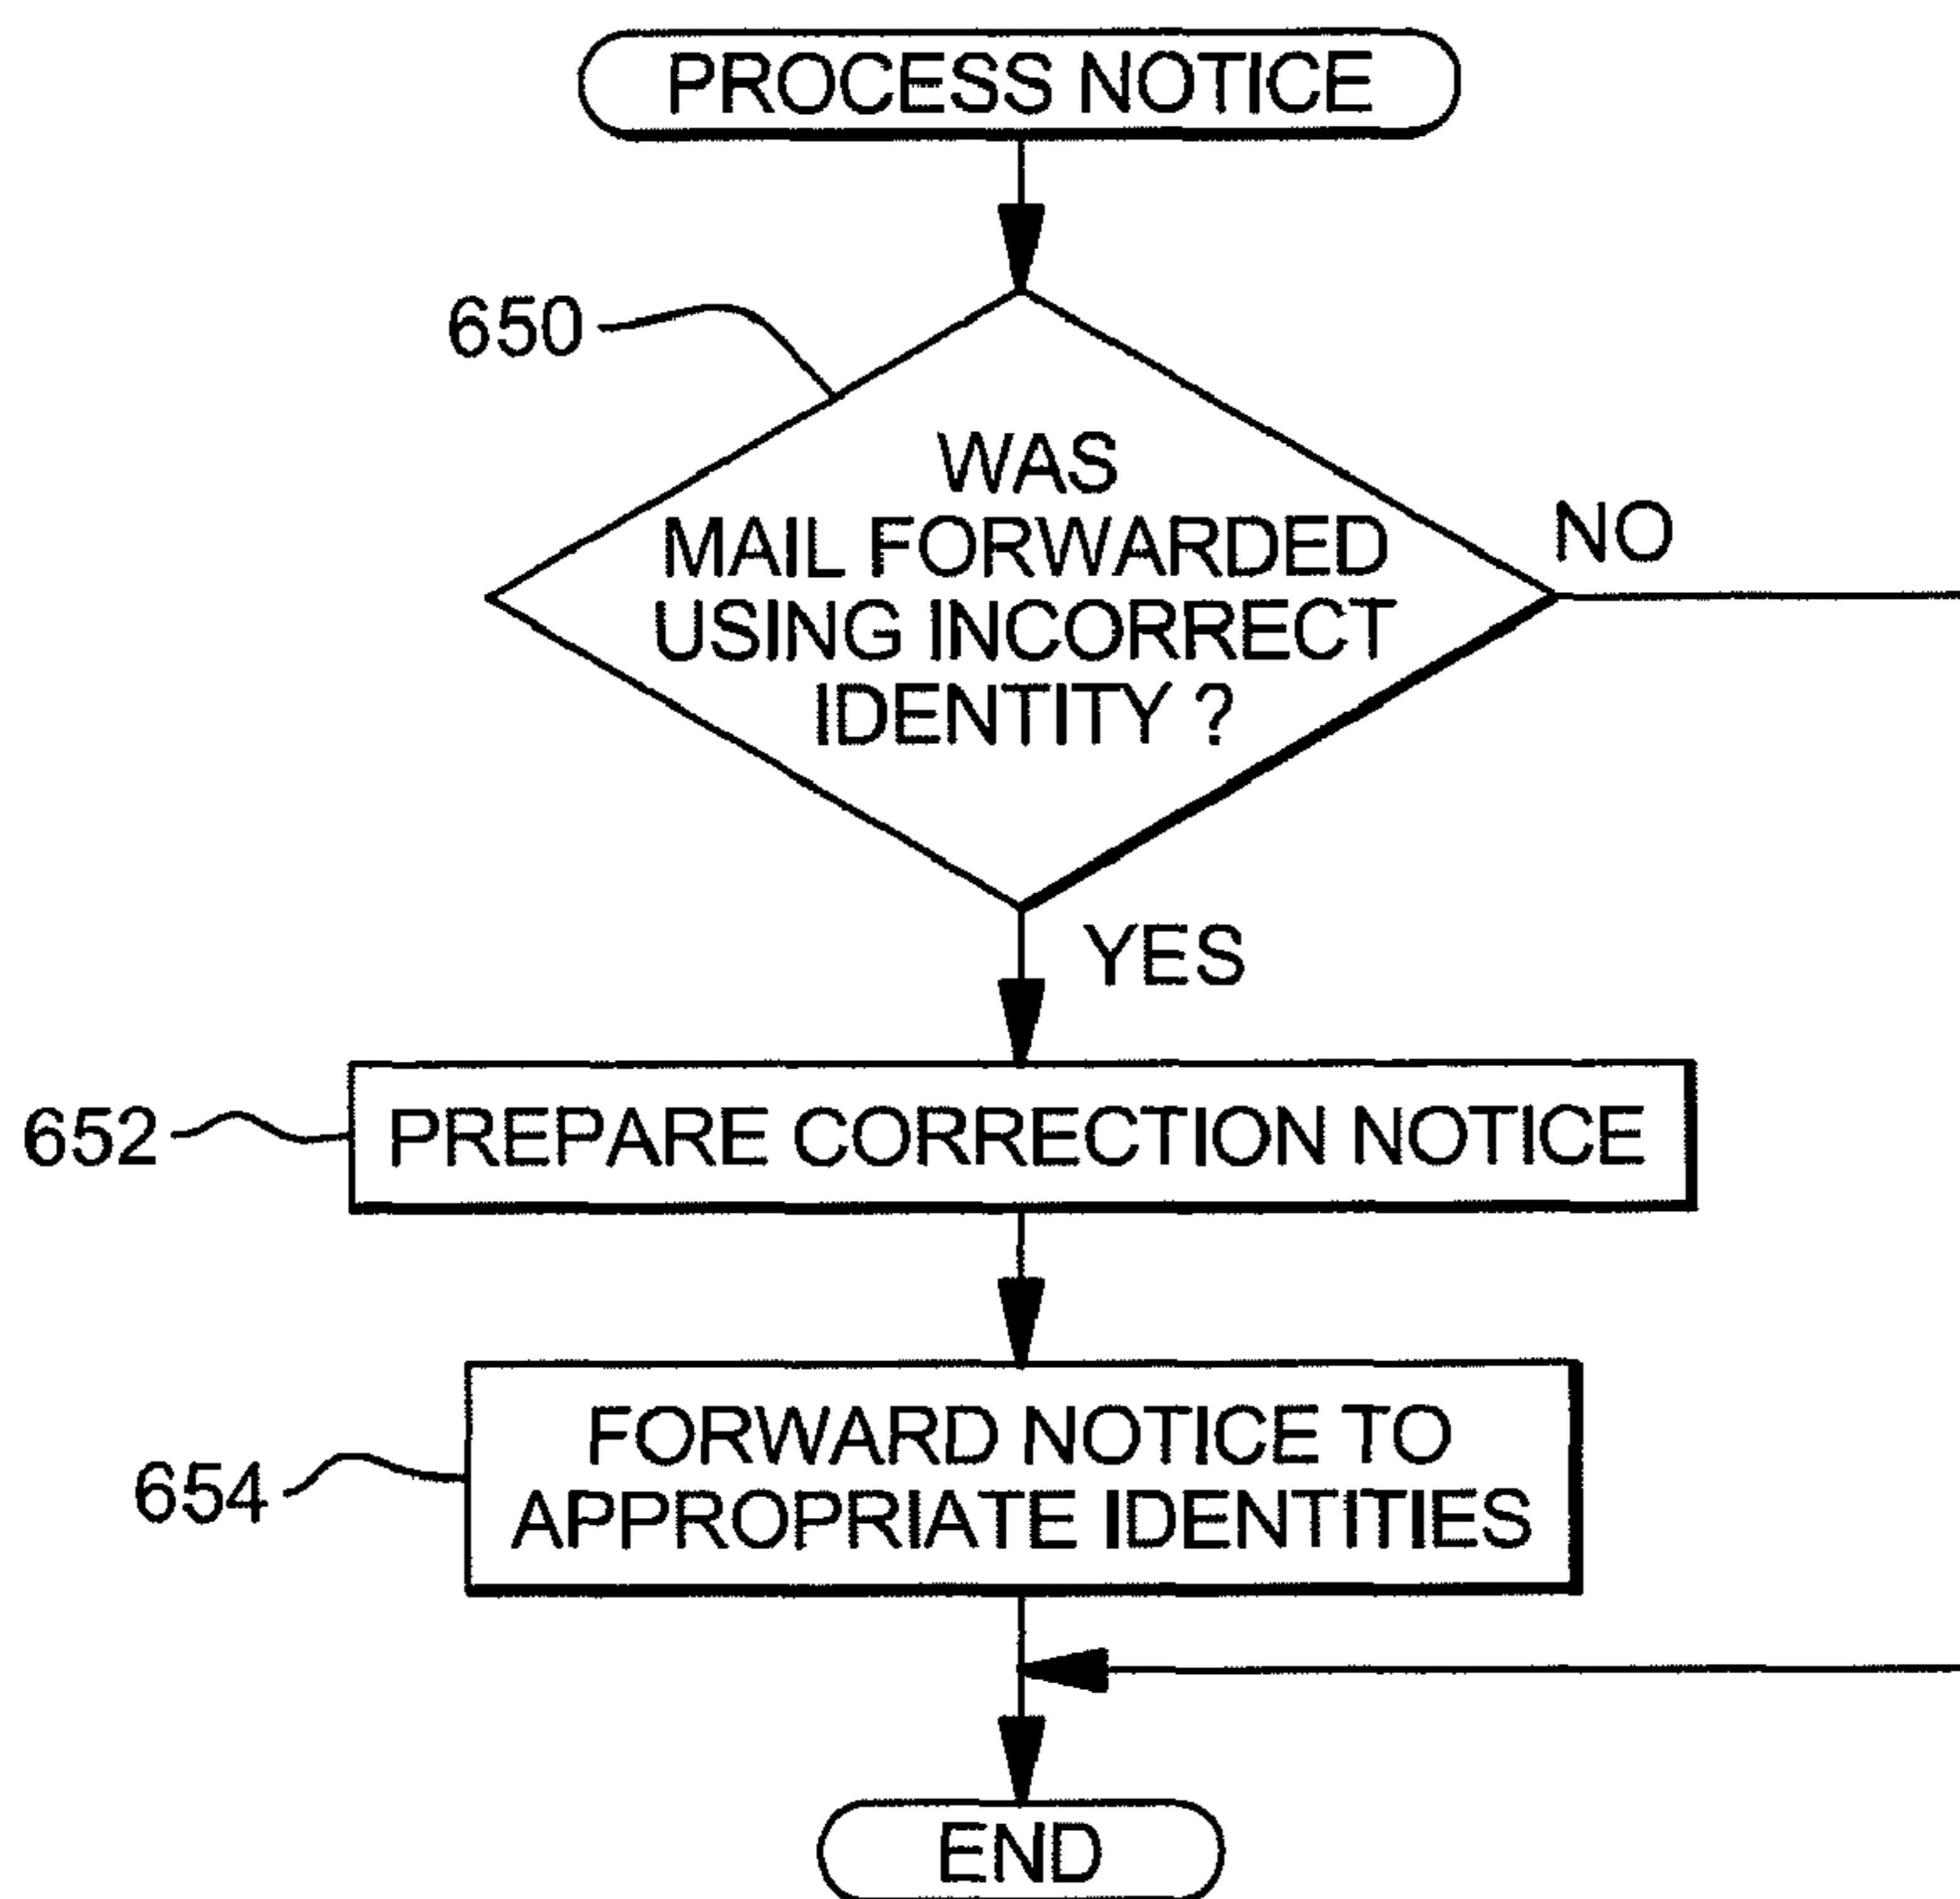 PROCESS NOTICE
650
WAS
MAIL FORWARDED
USING INCORRECT
IDENTITY ?
NO
YES
652
PREPARE CORRECTION NOTICE
FORWARD NOTICE TO
654
APPROPRIATE IDENTITIES
END